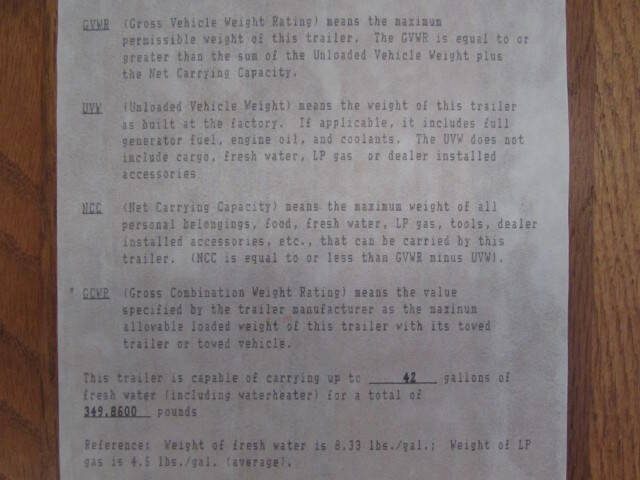 GVWR (Gross Vehicle Weight Rating) means the maximum
permissible weight of this trailer. The GVWR is equal to or
greater than the sum of the Unloaded Vehicle Weight plus
the Net Carrying Capacity.
UVW (Unloaded Vehicle Weight) means the weight of this trailer
as built at the factory. If applicable, it includes full
generator fuel, engine oil, and coolants. The UVW does not
include cargo, fresh water, LP gas or dealer installed
accessories
NCC (Net Carrying Capacity) means the maximum weight of all
personal belongings, food, fresh water, LP gas, tools, dealer
installed accessories, etc., that can be carried by this
trailer. (NCC is equal to or less than GVWR minus UVW).
* GCWR (Gross Combination Weight Rating) means the value
specified by the trailer manufacturer as the maximum
allowable loaded weight of this trailer with its towed
trailer or towed vehicle.
This trailer is capable of carrying up to 42 gallons of
fresh water (including waterheater) for a total of
349.8600 pounds
Reference: Weight of fresh water is 8.33 lbs./gal.; Weight of LP
gas is 4.5 lbs./gal. (average).